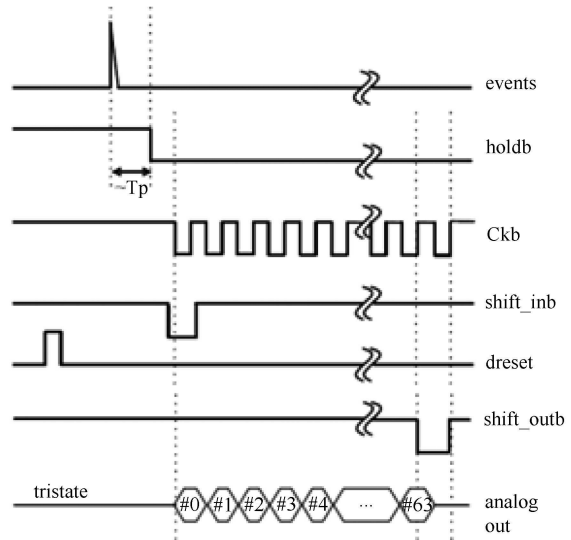 events
holdb
~Tp
Ckb
shift_inb
dreset
shift_outb
tristate
#0 #1 #2 #3 #4 ... #63
analog
out